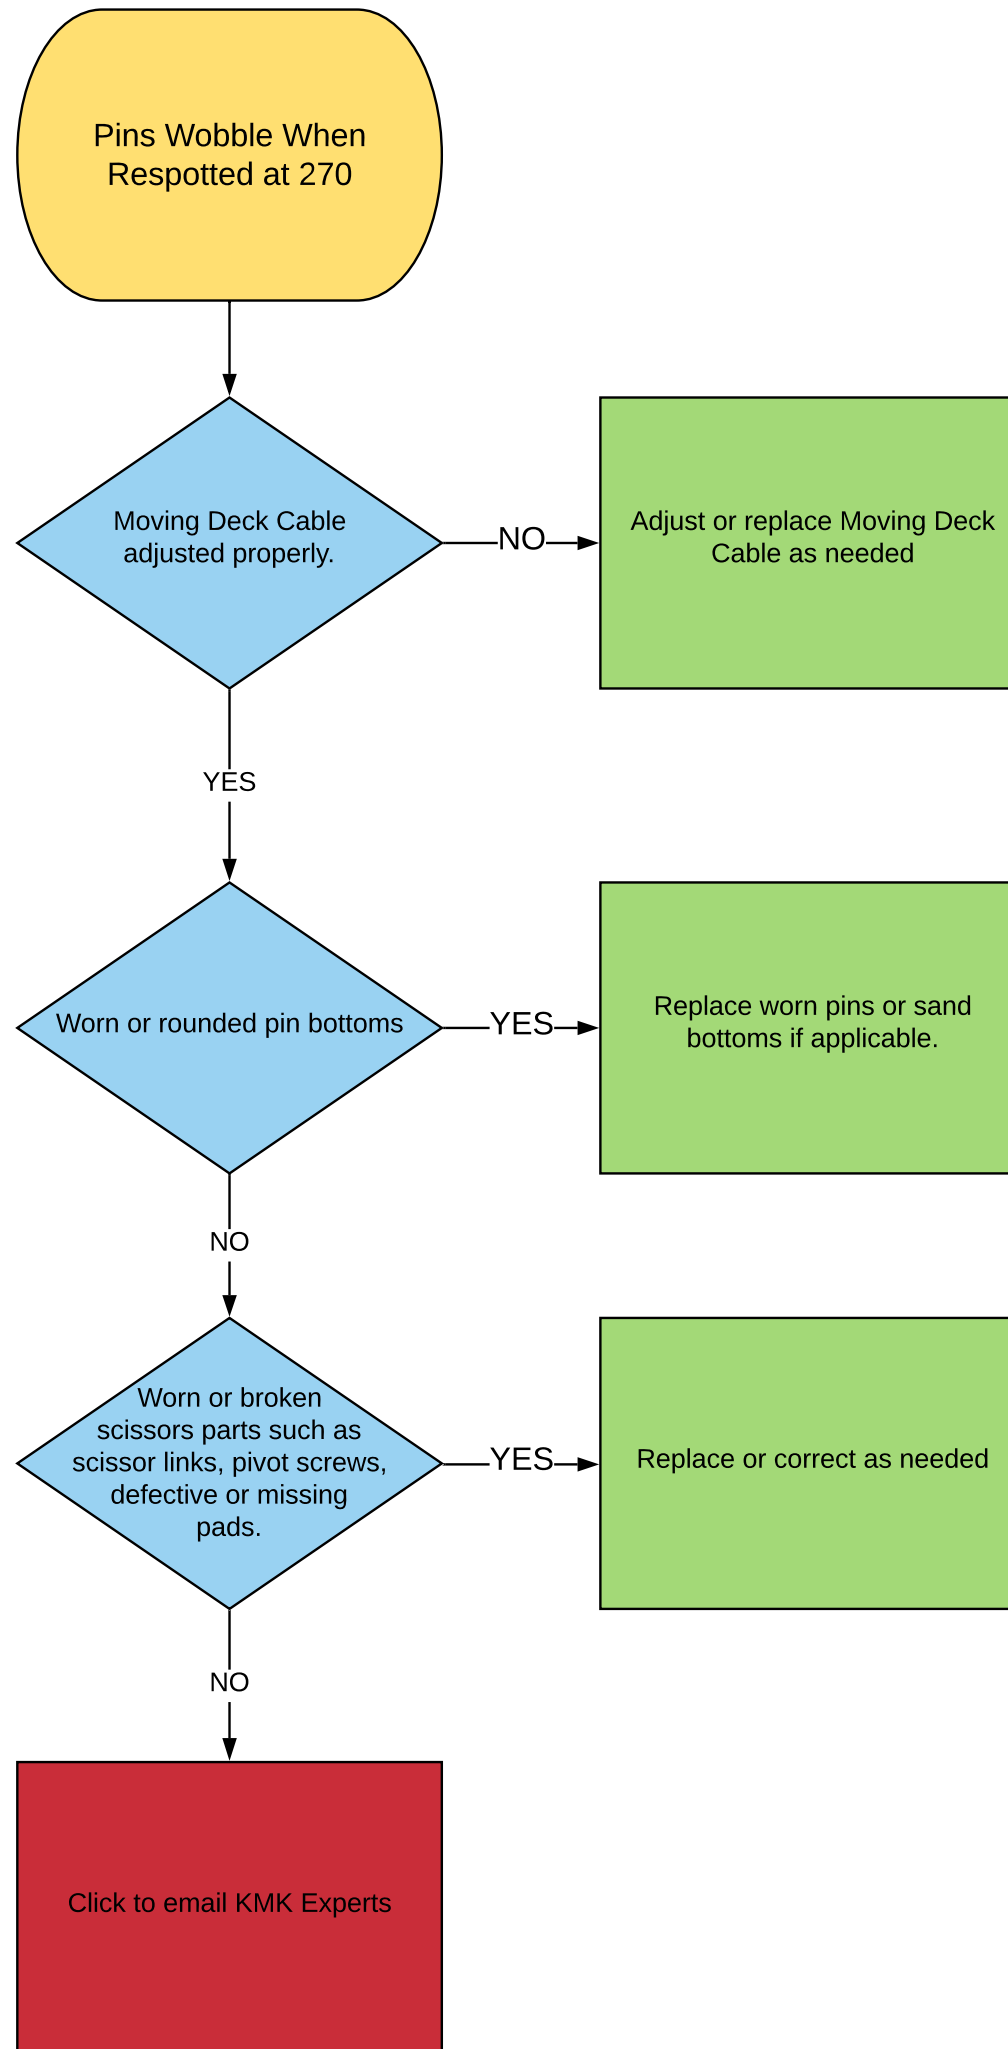 Pins Wobble When
Respotted at 270
Moving Deck Cable
adjusted properly.
NO
Adjust or replace Moving Deck
Cable as needed
YES
Worn or rounded pin bottoms
YES
Replace worn pins or sand
bottoms if applicable.
NO
Worn or broken
scissors parts such as
scissor links, pivot screws,
defective or missing
pads.
YES
Replace or correct as needed
NO
Click to email KMK Experts